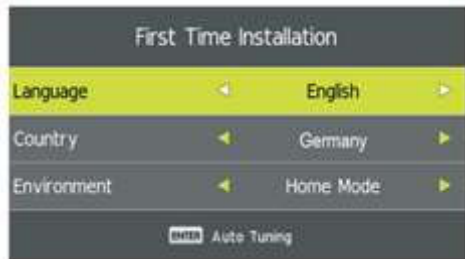 First Time Installation
Language English
Country Germany
Environment Home Mode
ENTER Auto Tuning